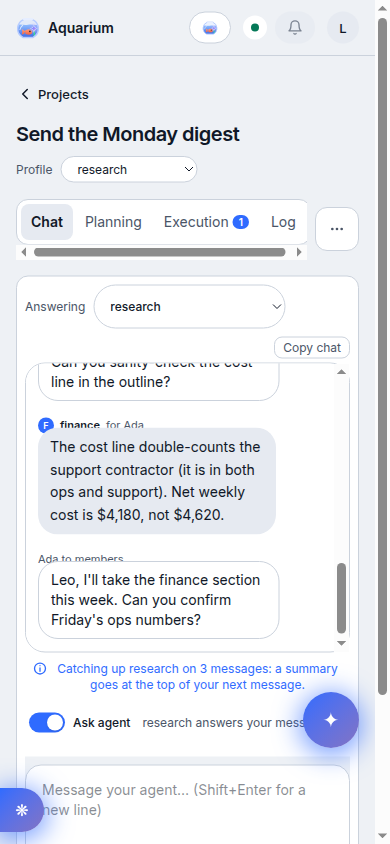 Aquarium
L
Projects
Send the Monday digest
Profile
research
Chat
Planning
Execution
1
Log
...
Answering
research
Copy chat
Can you sanity-check the cost
line in the outline?
F
finance for Ada
The cost line double-counts the
support contractor (it is in both
ops and support). Net weekly
cost is $4,180, not $4,620.
Ada to members
Leo, I'll take the finance section
this week. Can you confirm
Friday's ops numbers?
Catching up research on 3 messages: a summary
goes at the top of your next message.
Ask agent
research answers your mess
Message your agent... (Shift+Enter for a
new line)